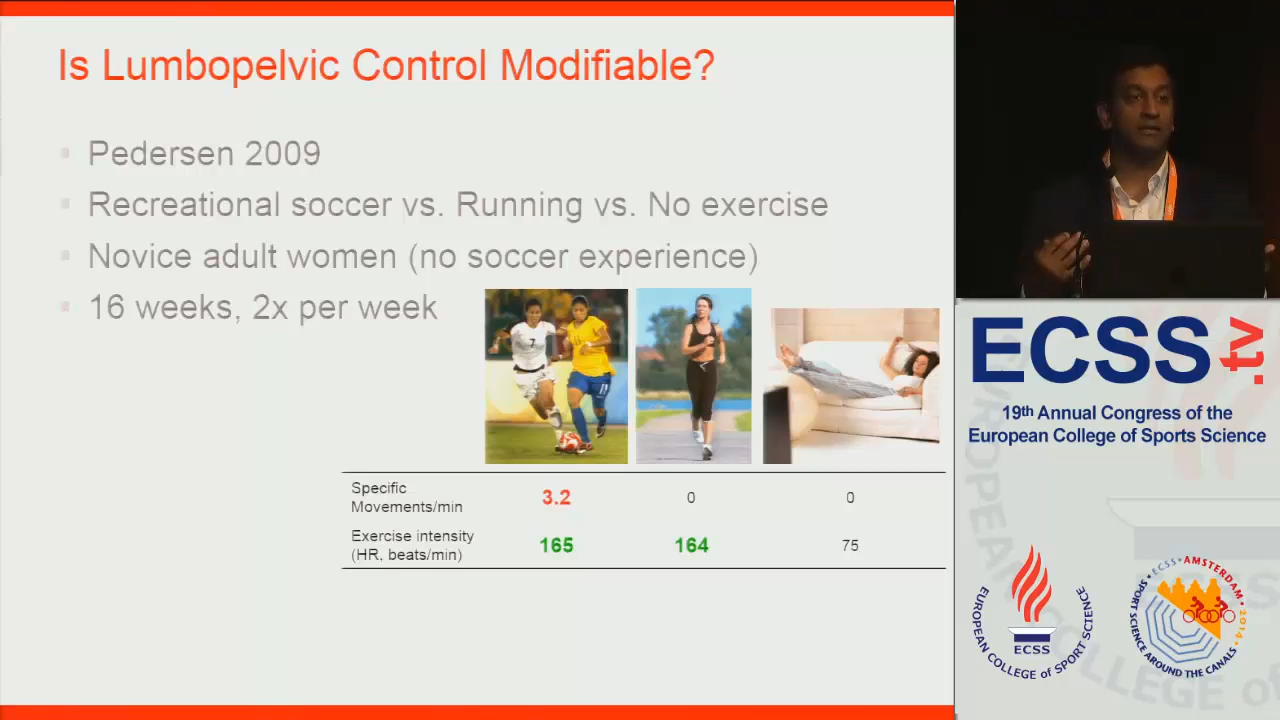 Is Lumbopelvic Control Modifiable?
Pedersen 2009
Recreational soccer vs. Running vs. No exercise
Novice adult women (no soccer experience)
16 weeks, 2x per week
7
11
Specific
Movements/min
3.2
0
0
Exercise intensity
(HR, beats/min)
165
164
75
ECSS.tv
19th Annual Congress of the
European College of Sports Science
EUROPEAN COLLEGE OF SPORT SCIENCE
ECSS
SPORT SCIENCE AROUND THE CANALS • ECSS • AMSTERDAM • 2014 •